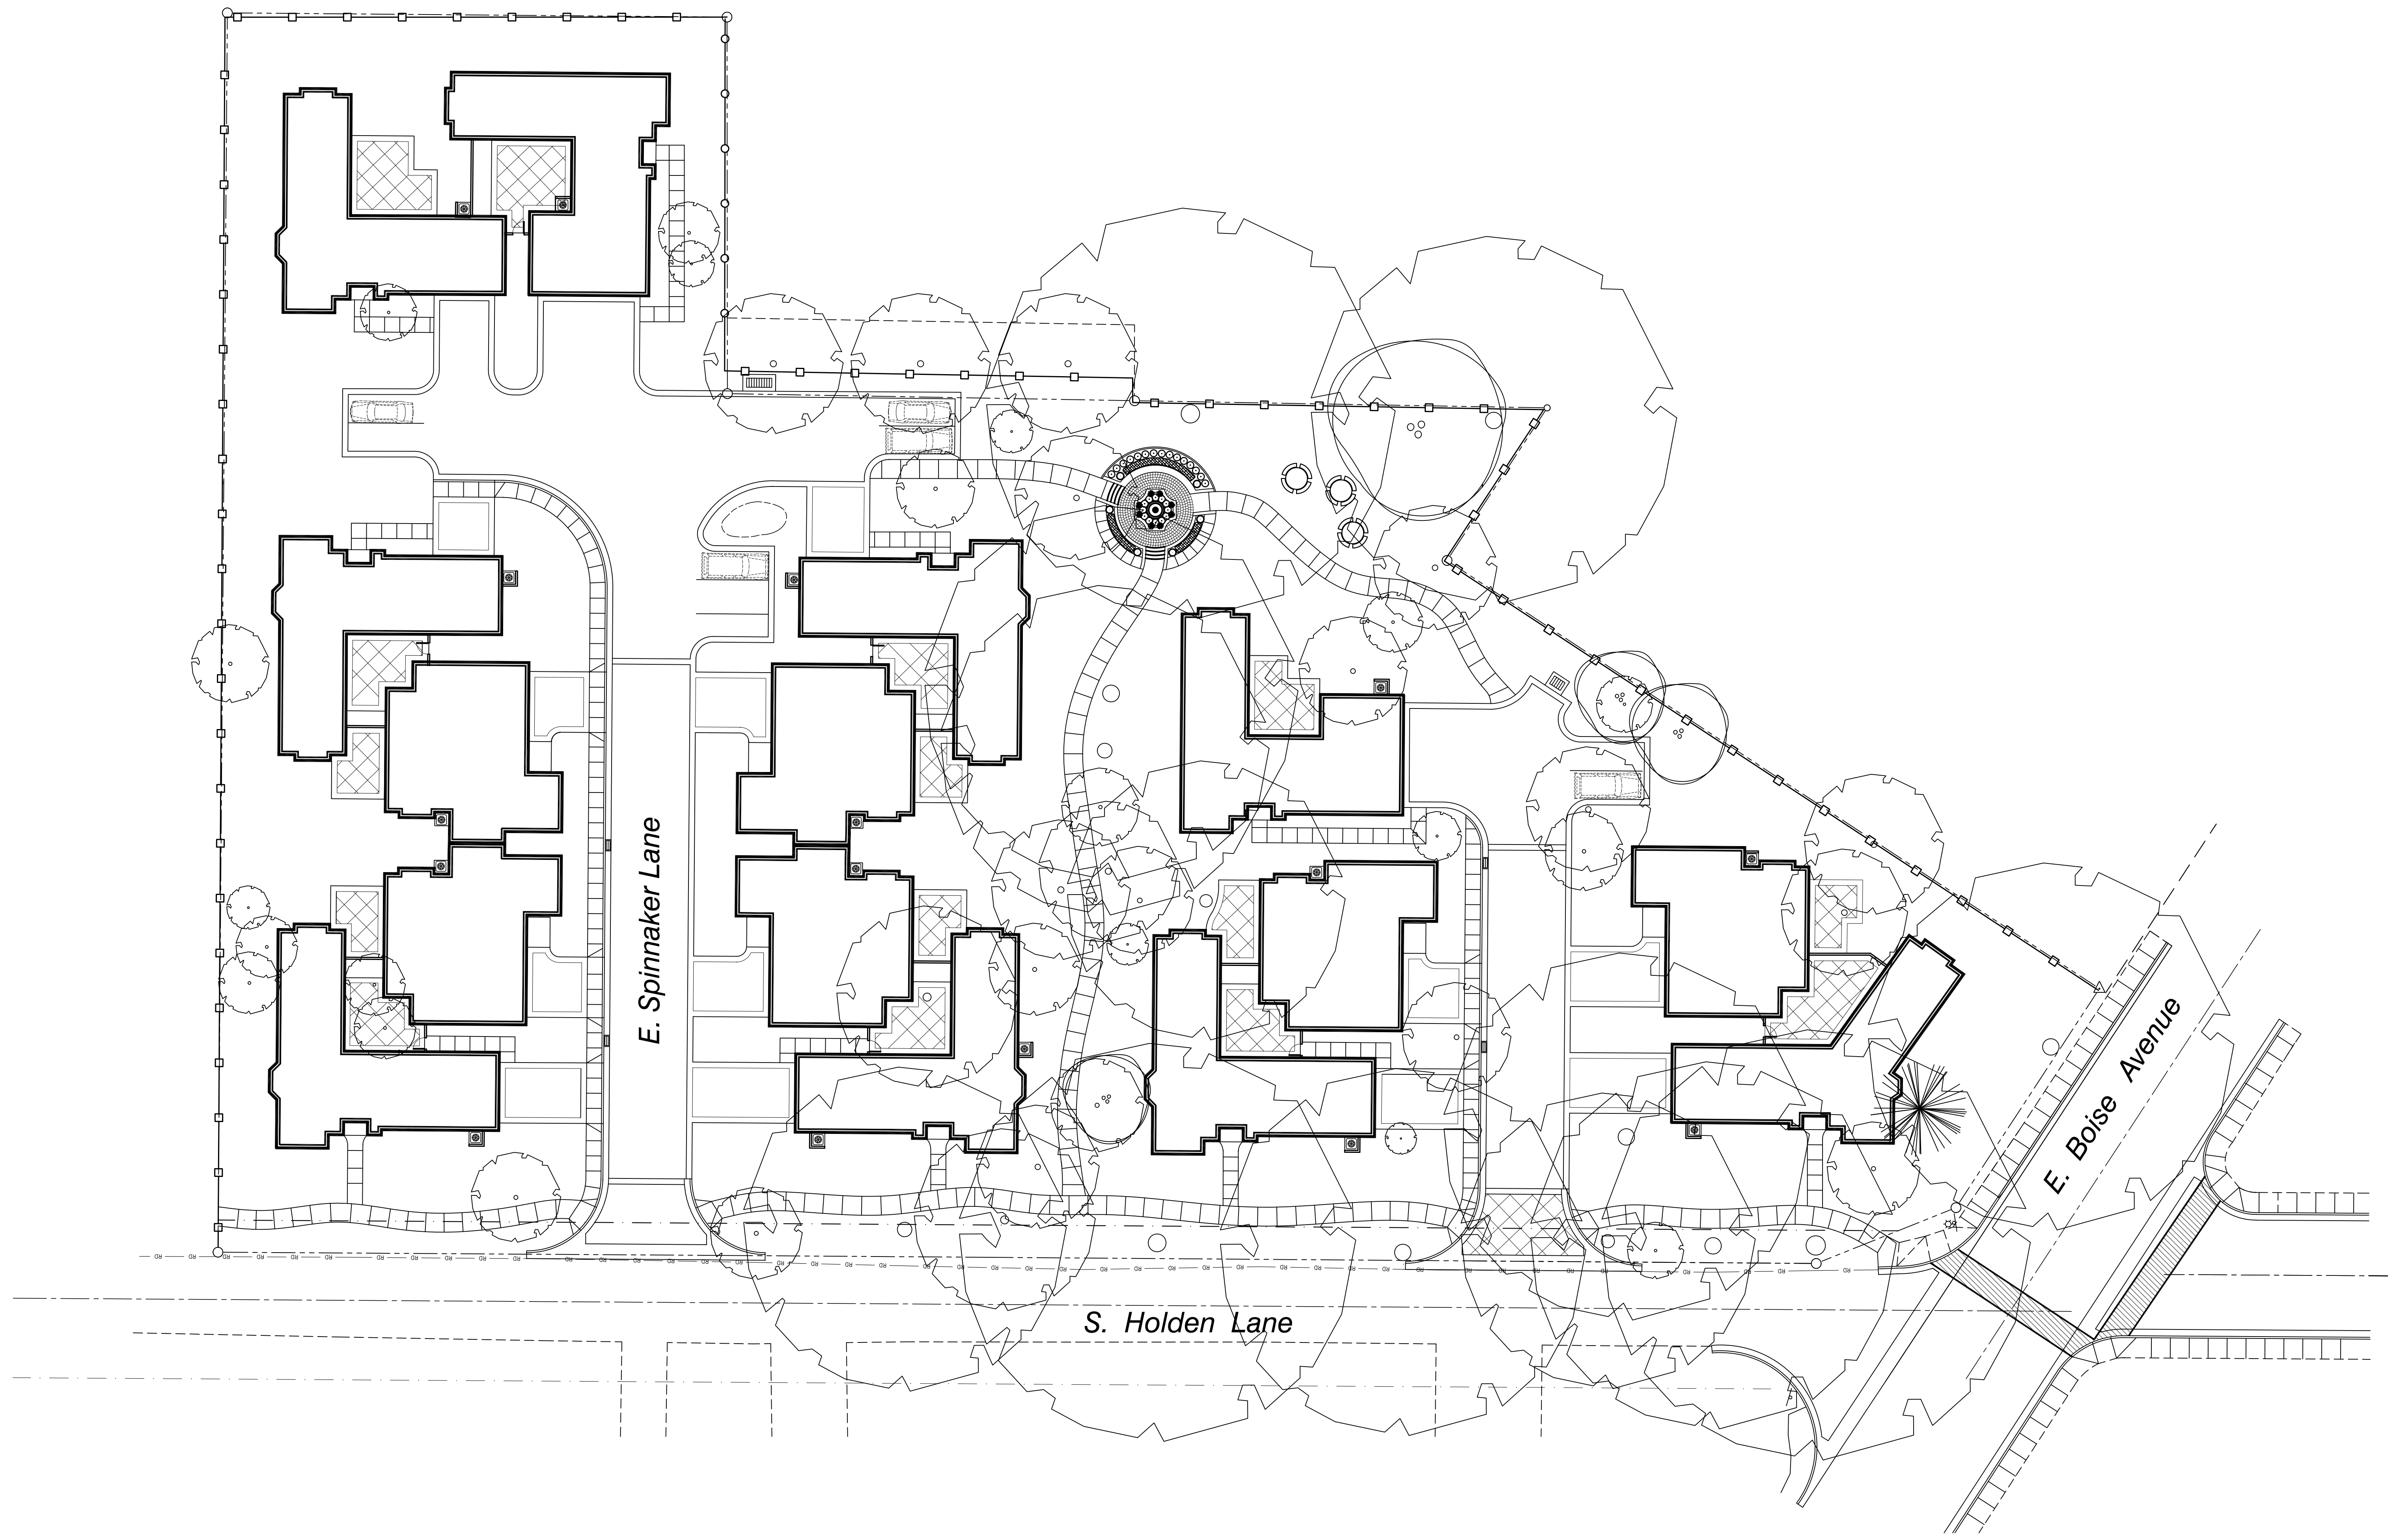 E. Spinnaker Lane
E. Boise Avenue
S. Holden Lane